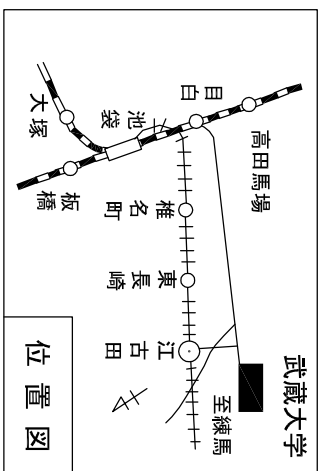 武蔵大学
至練馬
高田馬場
目白
池袋
大塚
板橋
椎名町
東長崎
江古田
位置図